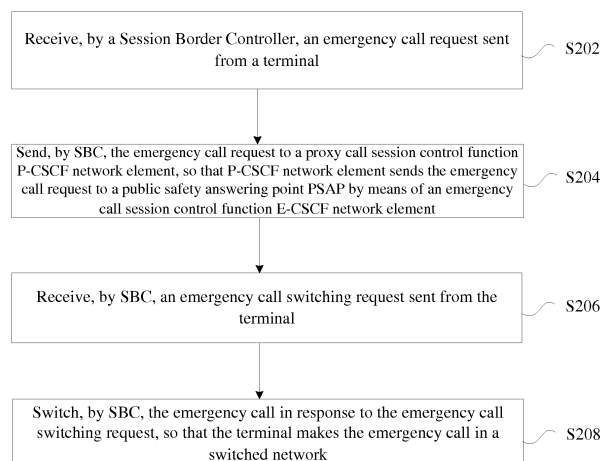 Receive, by a Session Border Controller, an emergency call request sent
from a terminal
S202
Send, by SBC, the emergency call request to a proxy call session control function
P-CSCF network element, so that P-CSCF network element sends the emergency
call request to a public safety answering point PSAP by means of an emergency
call session control function E-CSCF network element
S204
Receive, by SBC, an emergency call switching request sent from the
terminal
S206
Switch, by SBC, the emergency call in response to the emergency call
switching request, so that the terminal makes the emergency call in a
switched network
S208